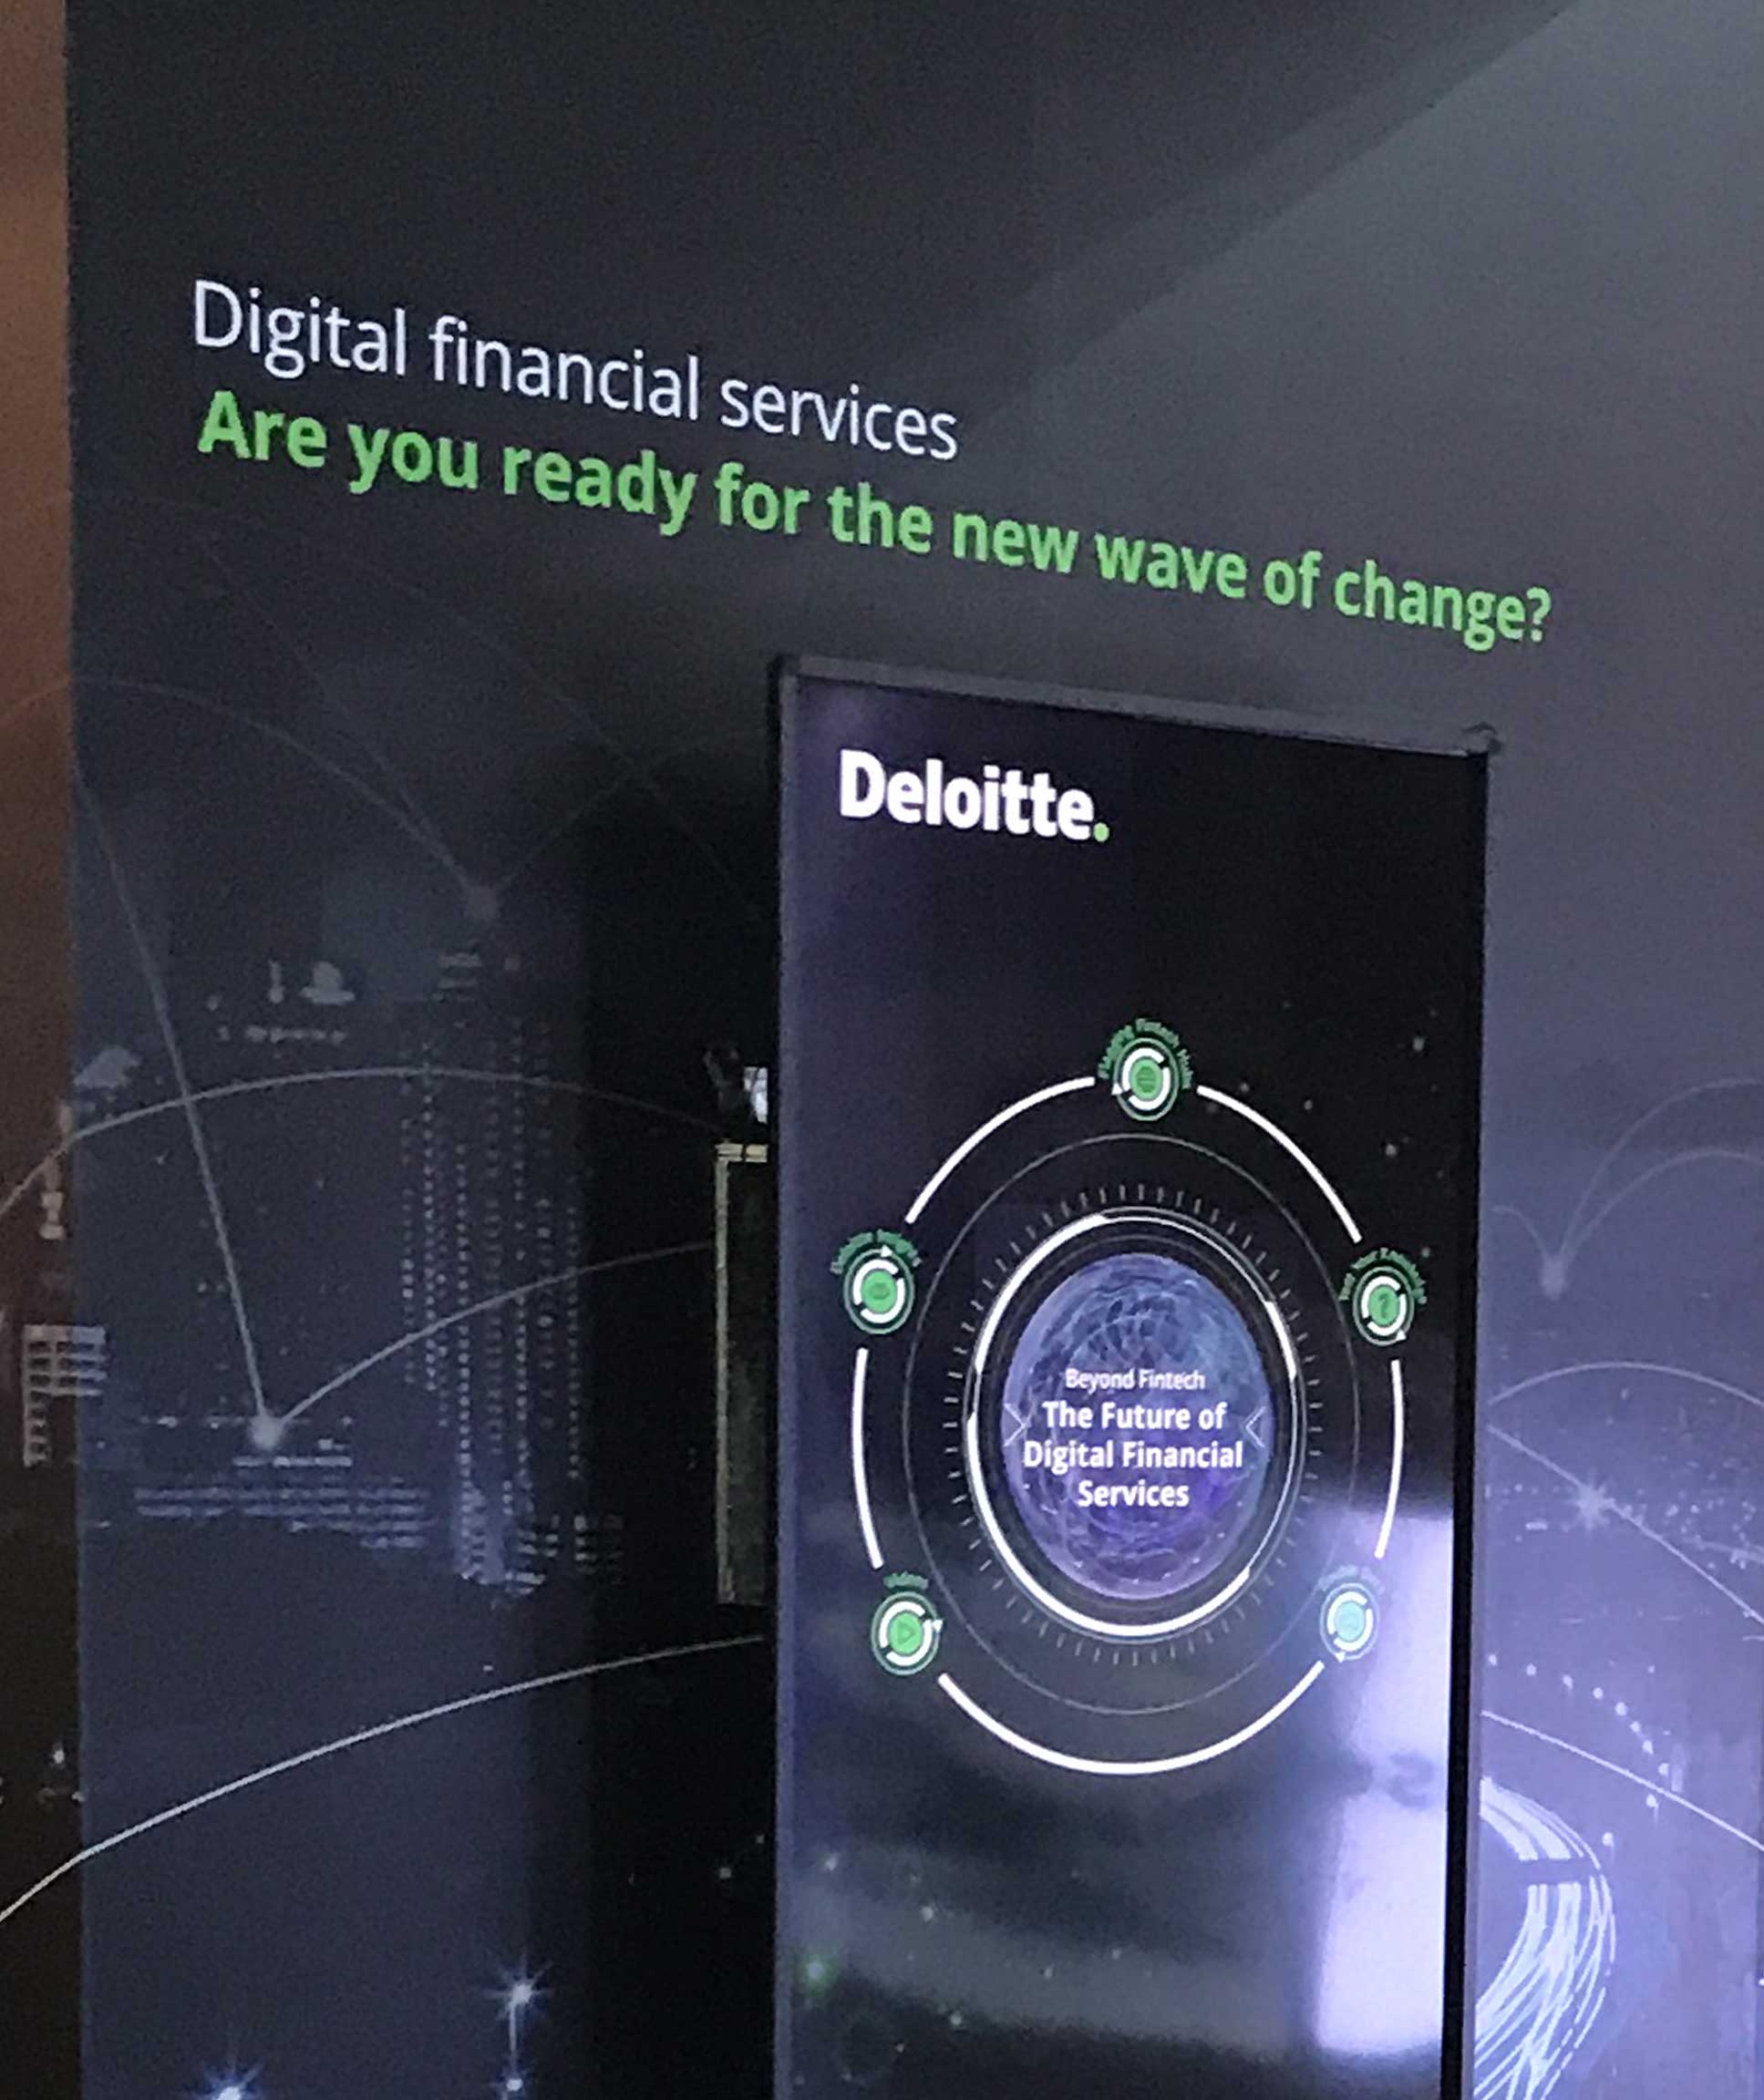 Digital financial services
Are you ready for the new wave of change?
Deloitte.
Beyond Fintech
The Future of
Digital Financial
Services